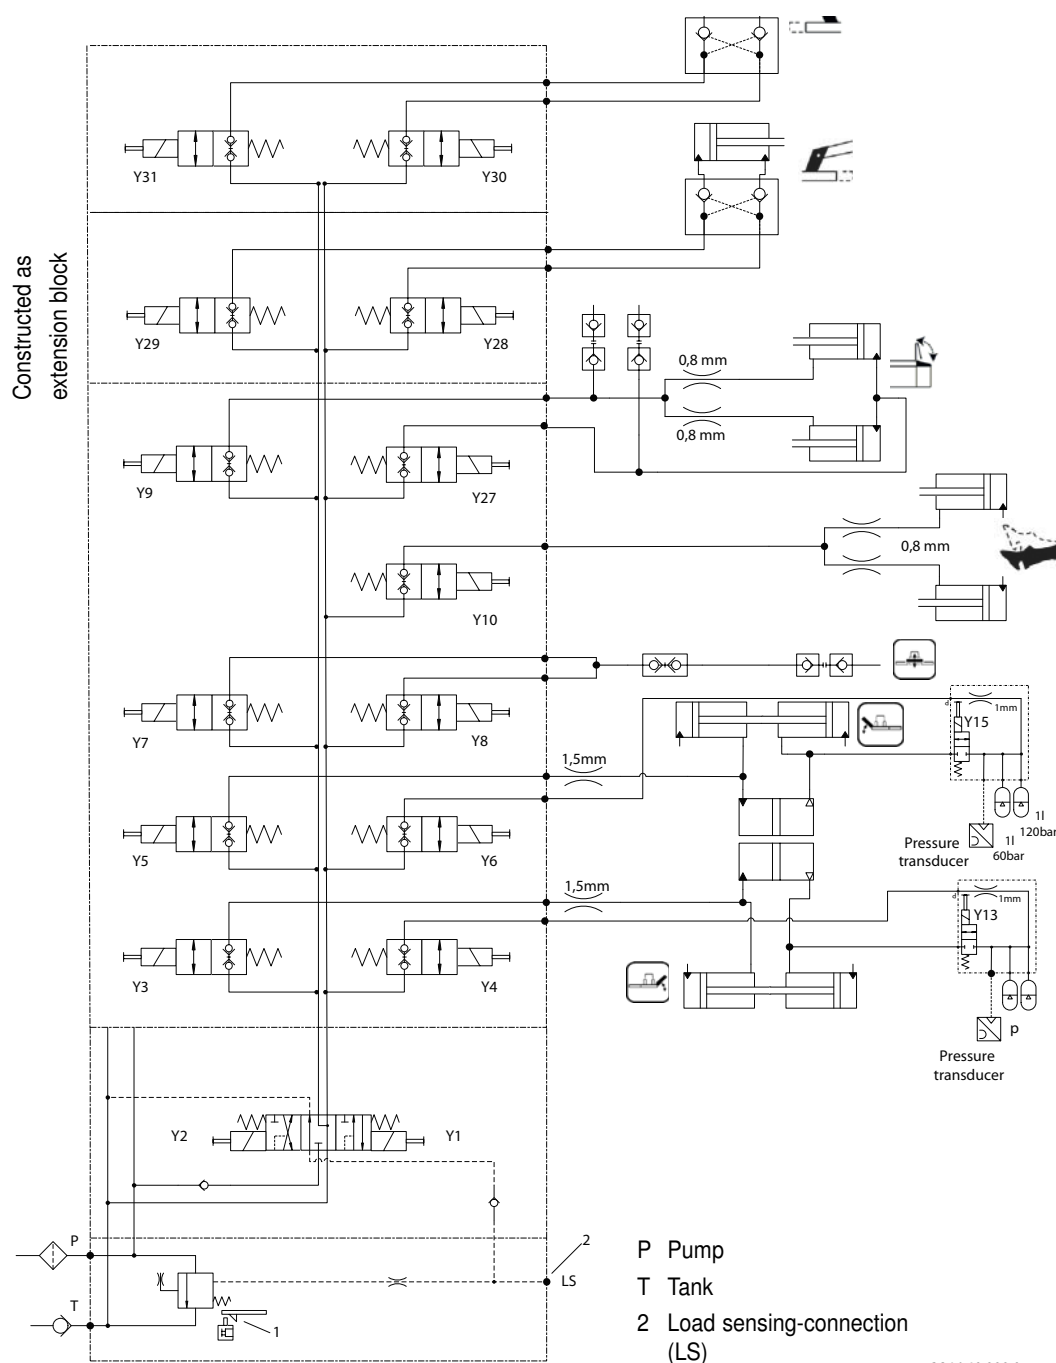 Constructed as
extension block
Y31
Y30
Y29
Y28
0,8 mm
0,8 mm
Y9
Y27
0,8 mm
Y10
Y7
Y8
1mm
Y15
1,5mm
1l
120bar
1l
60bar
Pressure
transducer
Y5
Y6
1,5mm
1mm
Y13
Y3
Y4
p
Pressure
transducer
Y2
Y1
P
2
LS
T
1
P Pump
T Tank
2 Load sensing-connection
(LS)